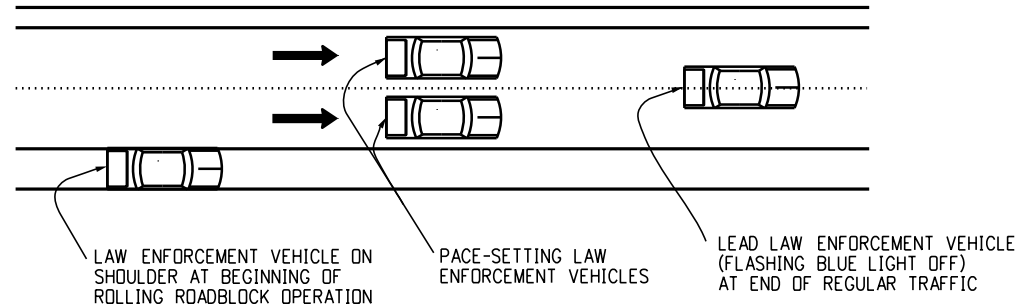 LAW ENFORCEMENT VEHICLE ON
SHOULDER AT BEGINNING OF
ROLLING ROADBLOCK OPERATION
PACE-SETTING LAW
ENFORCEMENT VEHICLES
LEAD LAW ENFORCEMENT VEHICLE
(FLASHING BLUE LIGHT OFF)
AT END OF REGULAR TRAFFIC